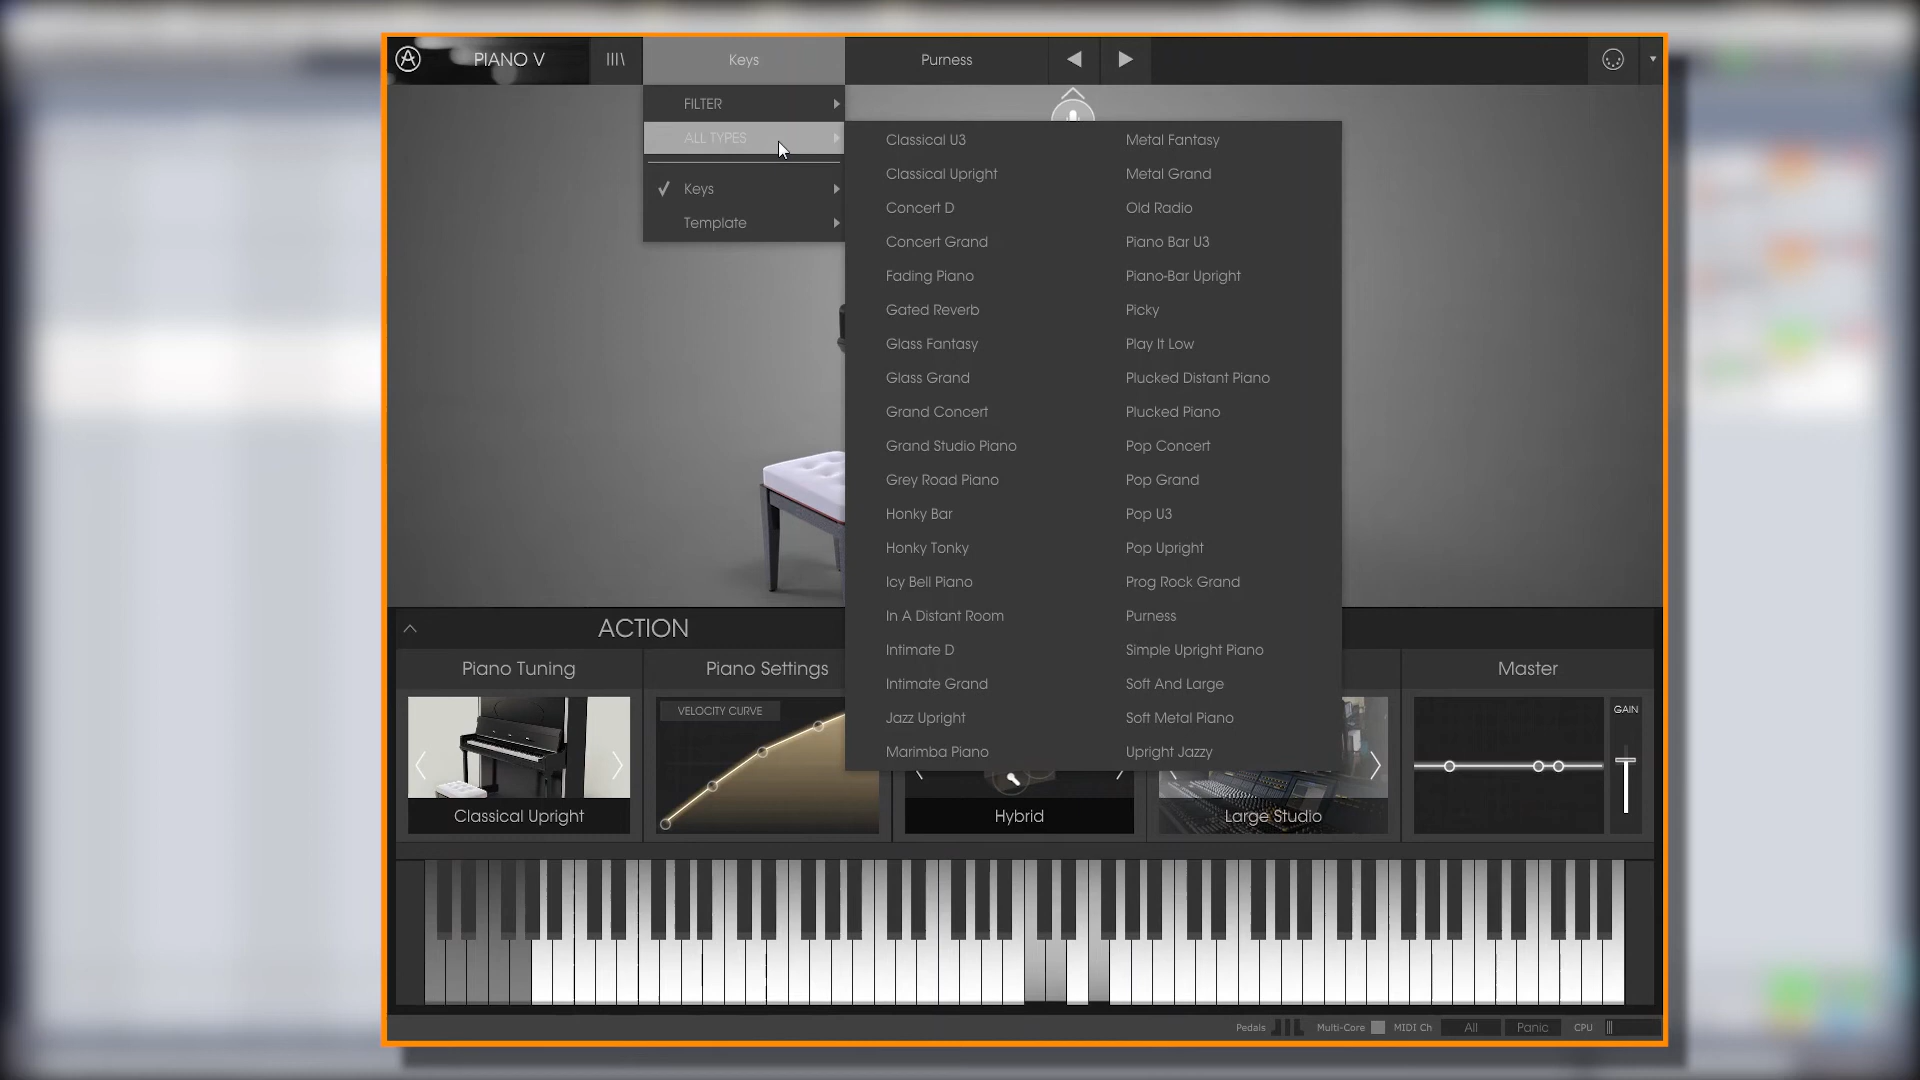 PIANO V
Keys
Purness
FILTER
ALL TYPES
Keys
Template
Classical U3
Classical Upright
Concert D
Concert Grand
Fading Piano
Gated Reverb
Glass Fantasy
Glass Grand
Grand Concert
Grand Studio Piano
Grey Road Piano
Honky Bar
Honky Tonky
Icy Bell Piano
In A Distant Room
Intimate D
Intimate Grand
Jazz Upright
Marimba Piano
Metal Fantasy
Metal Grand
Old Radio
Piano Bar U3
Piano-Bar Upright
Picky
Play It Low
Plucked Distant Piano
Plucked Piano
Pop Concert
Pop Grand
Pop U3
Pop Upright
Prog Rock Grand
Purness
Simple Upright Piano
Soft And Large
Soft Metal Piano
Upright Jazzy
ACTION
Piano Tuning
Piano Settings
Master
VELOCITY CURVE
GAIN
Classical Upright
Hybrid
Large Studio
Pedals
Multi-Core
MIDI Ch
All
Panic
CPU